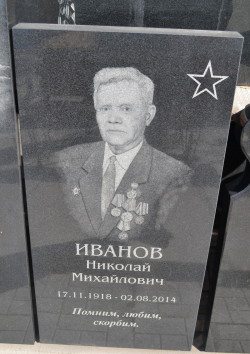 ИВАНОВ
Николай
Михайлович
17.11.1918 - 02.08.2014
Помним, любим,
скорбим.